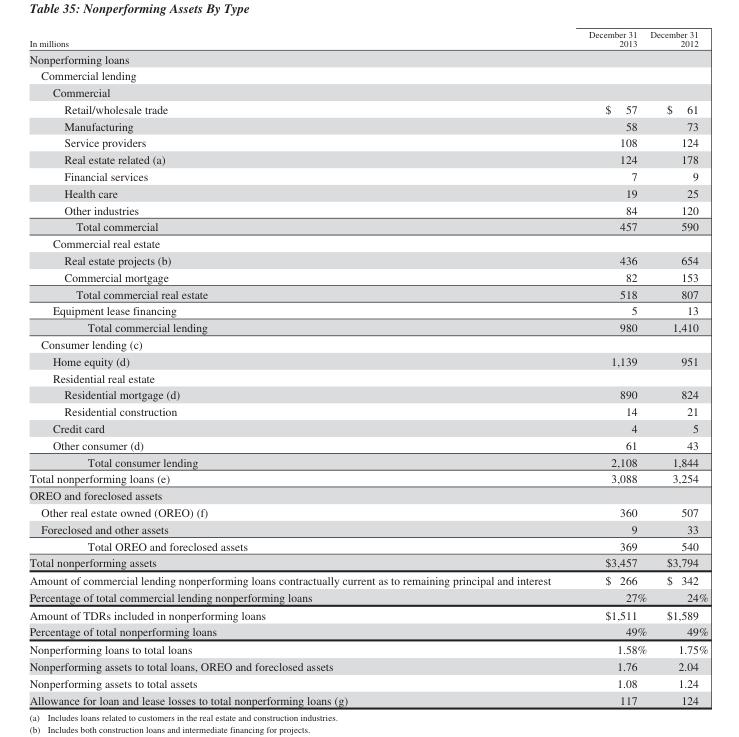 Table 35: Nonperforming Assets By Type
In millions December 31 2013 December 31 2012
Nonperforming loans
Commercial lending
Commercial
Retail/wholesale trade $ 57 $ 61
Manufacturing 58 73
Service providers 108 124
Real estate related (a) 124 178
Financial services 7 9
Health care 19 25
Other industries 84 120
Total commercial 457 590
Commercial real estate
Real estate projects (b) 436 654
Commercial mortgage 82 153
Total commercial real estate 518 807
Equipment lease financing 5 13
Total commercial lending 980 1,410
Consumer lending (c)
Home equity (d) 1,139 951
Residential real estate
Residential mortgage (d) 890 824
Residential construction 14 21
Credit card 4 5
Other consumer (d) 61 43
Total consumer lending 2,108 1,844
Total nonperforming loans (e) 3,088 3,254
OREO and foreclosed assets
Other real estate owned (OREO) (f) 360 507
Foreclosed and other assets 9 33
Total OREO and foreclosed assets 369 540
Total nonperforming assets $3,457 $3,794
Amount of commercial lending nonperforming loans contractually current as to remaining principal and interest $ 266 $ 342
Percentage of total commercial lending nonperforming loans 27% 24%
Amount of TDRs included in nonperforming loans $1,511 $1,589
Percentage of total nonperforming loans 49% 49%
Nonperforming loans to total loans 1.58% 1.75%
Nonperforming assets to total loans, OREO and foreclosed assets 1.76 2.04
Nonperforming assets to total assets 1.08 1.24
Allowance for loan and lease losses to total nonperforming loans (g) 117 124
(a) Includes loans related to customers in the real estate and construction industries.
(b) Includes both construction loans and intermediate financing for projects.